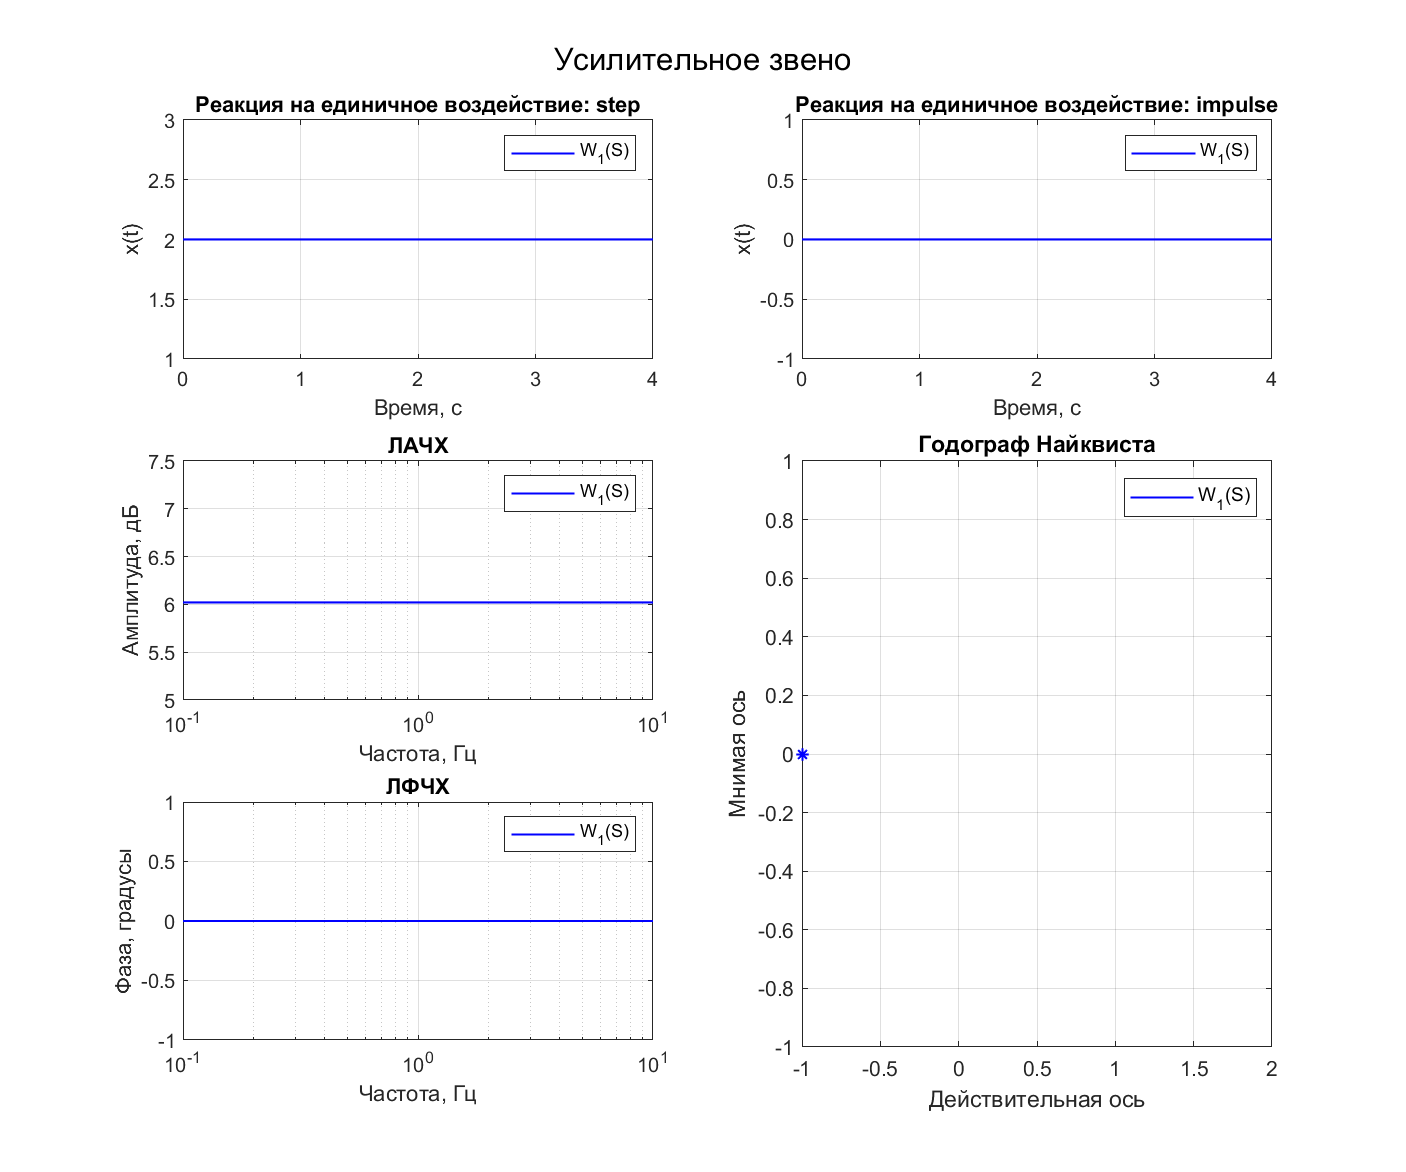 Усилительное звено
Реакция на единичное воздействие: step
3
2.5
2
1.5
1
x(t)
W1(S)
0 1 2 3 4
Время, с
Реакция на единичное воздействие: impulse
1
0.5
0
-0.5
-1
x(t)
W1(S)
0 1 2 3 4
Время, с
ЛАЧХ
7.5
7
6.5
6
5.5
5
Амплитуда, дБ
W1(S)
10-1 100 101
Частота, Гц
ЛФЧХ
1
0.5
0
-0.5
-1
Фаза, градусы
W1(S)
10-1 100 101
Частота, Гц
Годограф Найквиста
1
0.8
0.6
0.4
0.2
0
-0.2
-0.4
-0.6
-0.8
-1
Мнимая ось
W1(S)
-1 -0.5 0 0.5 1 1.5 2
Действительная ось